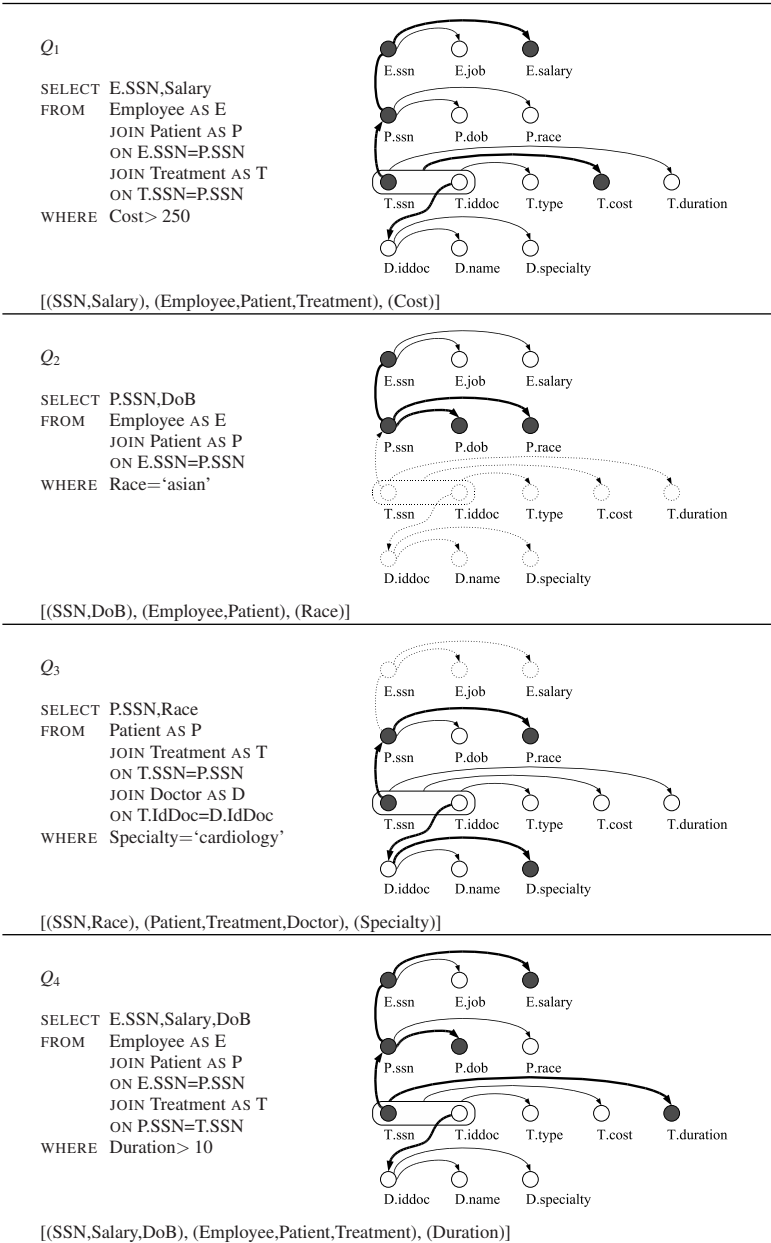 Q1
SELECT E.SSN,Salary
FROM Employee AS E
JOIN Patient AS P
ON E.SSN=P.SSN
JOIN Treatment AS T
ON T.SSN=P.SSN
WHERE Cost> 250
E.ssn E.job E.salary
P.ssn P.dob P.race
T.ssn T.iddoc T.type T.cost T.duration
D.iddoc D.name D.specialty
[(SSN,Salary), (Employee,Patient,Treatment), (Cost)]
Q2
SELECT P.SSN,DoB
FROM Employee AS E
JOIN Patient AS P
ON E.SSN=P.SSN
WHERE Race=‘asian’
E.ssn E.job E.salary
P.ssn P.dob P.race
T.ssn T.iddoc T.type T.cost T.duration
D.iddoc D.name D.specialty
[(SSN,DoB), (Employee,Patient), (Race)]
Q3
SELECT P.SSN,Race
FROM Patient AS P
JOIN Treatment AS T
ON T.SSN=P.SSN
JOIN Doctor AS D
ON T.IdDoc=D.IdDoc
WHERE Specialty=‘cardiology’
E.ssn E.job E.salary
P.ssn P.dob P.race
T.ssn T.iddoc T.type T.cost T.duration
D.iddoc D.name D.specialty
[(SSN,Race), (Patient,Treatment,Doctor), (Specialty)]
Q4
SELECT E.SSN,Salary,DoB
FROM Employee AS E
JOIN Patient AS P
ON E.SSN=P.SSN
JOIN Treatment AS T
ON P.SSN=T.SSN
WHERE Duration> 10
E.ssn E.job E.salary
P.ssn P.dob P.race
T.ssn T.iddoc T.type T.cost T.duration
D.iddoc D.name D.specialty
[(SSN,Salary,DoB), (Employee,Patient,Treatment), (Duration)]